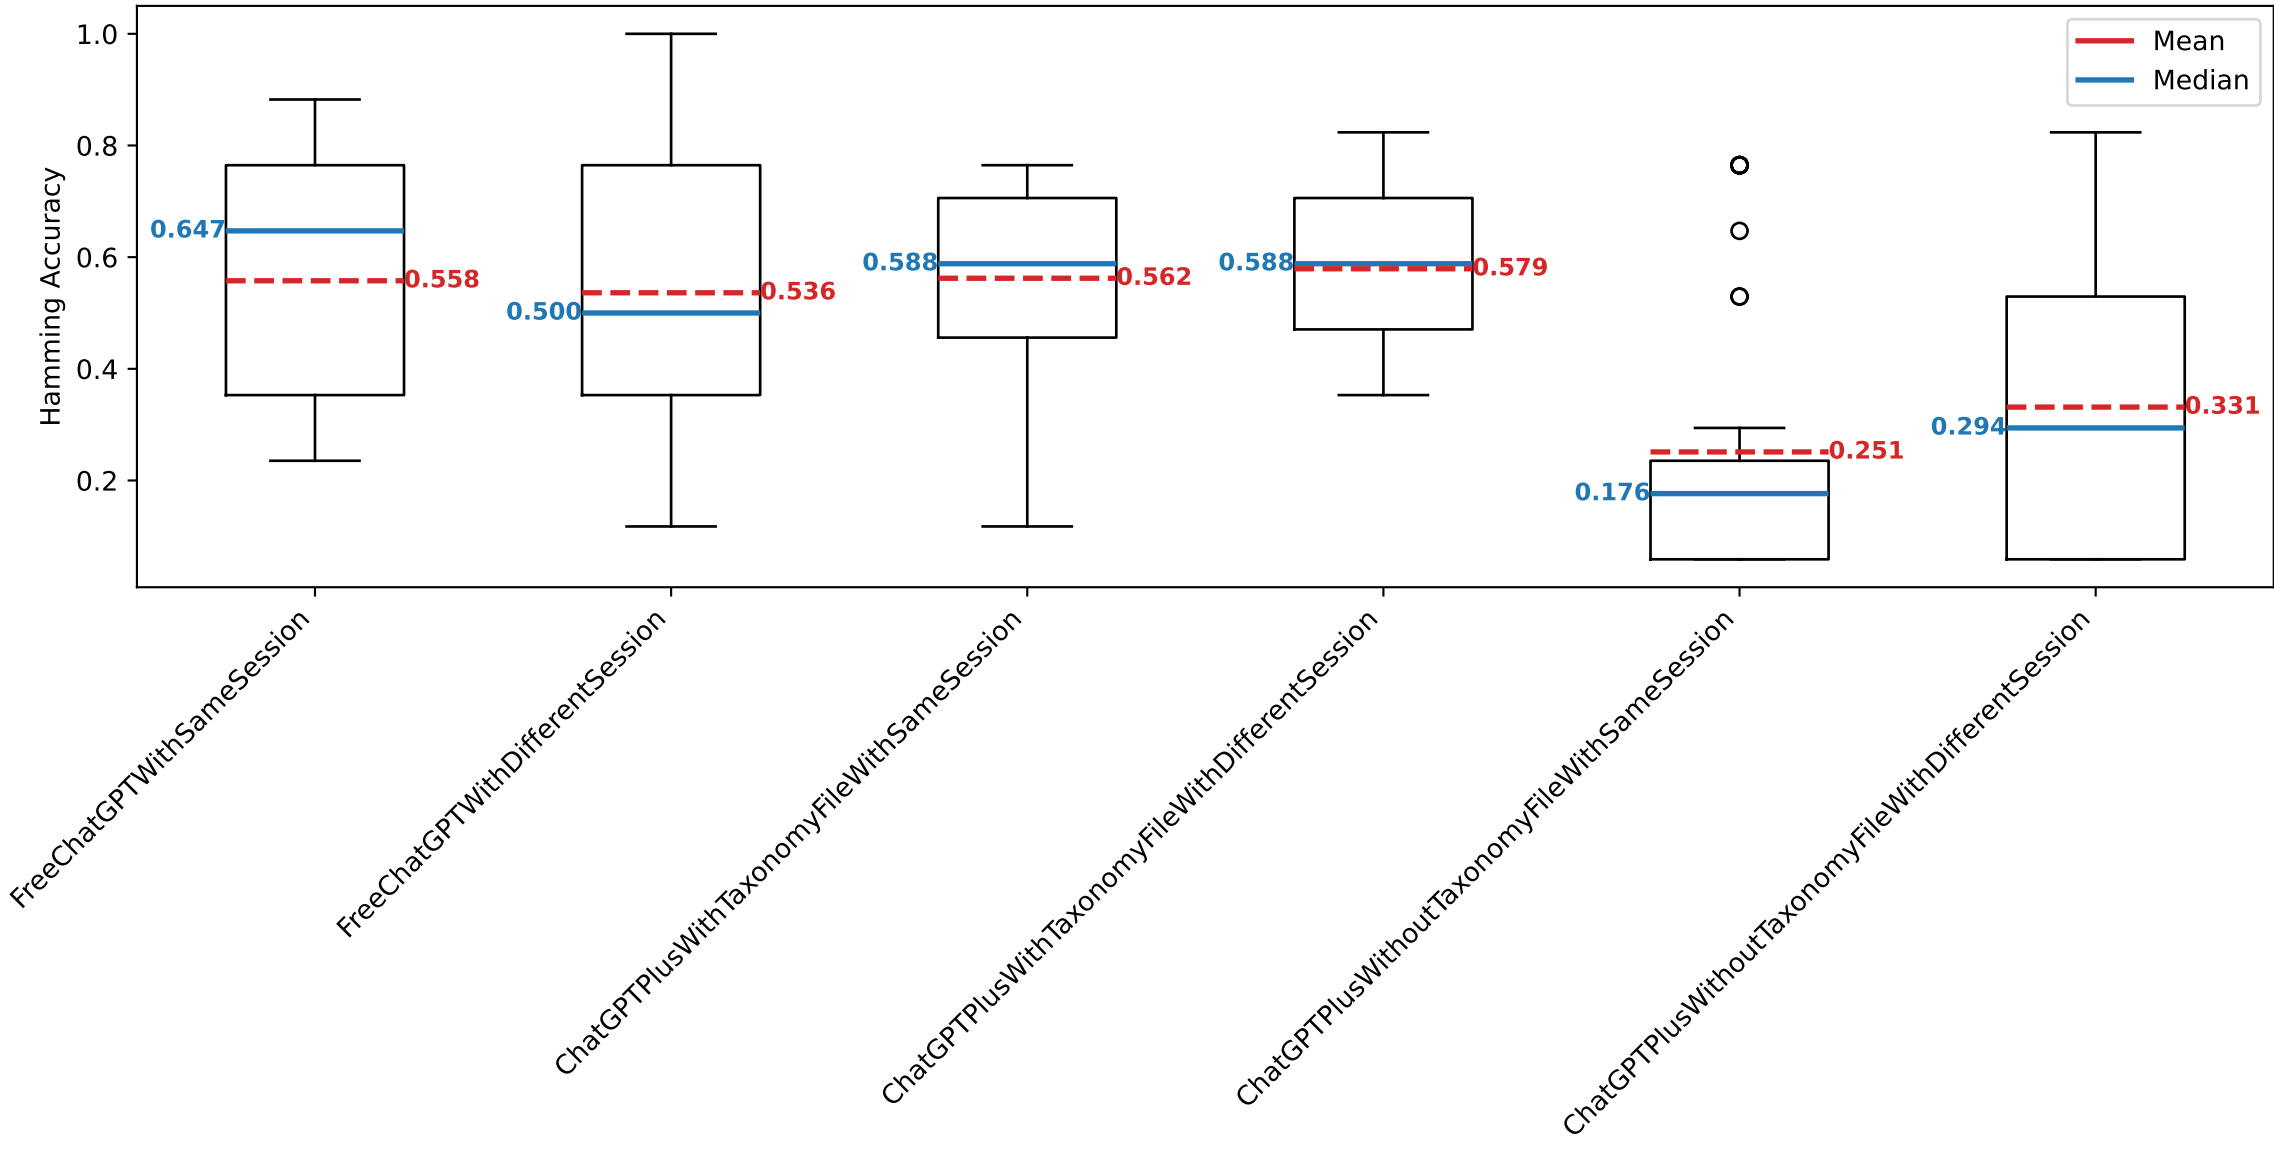 Hamming Accuracy
1.0
0.8
0.6
0.4
0.2
Mean
Median
0.647
0.558
0.500
0.536
0.588
0.562
0.588
0.579
0.176
0.251
0.294
0.331
FreeChatGPTWithSameSession
FreeChatGPTWithDifferentSession
ChatGPTPlusWithTaxonomyFileWithSameSession
ChatGPTPlusWithTaxonomyFileWithDifferentSession
ChatGPTPlusWithoutTaxonomyFileWithSameSession
ChatGPTPlusWithoutTaxonomyFileWithDifferentSession